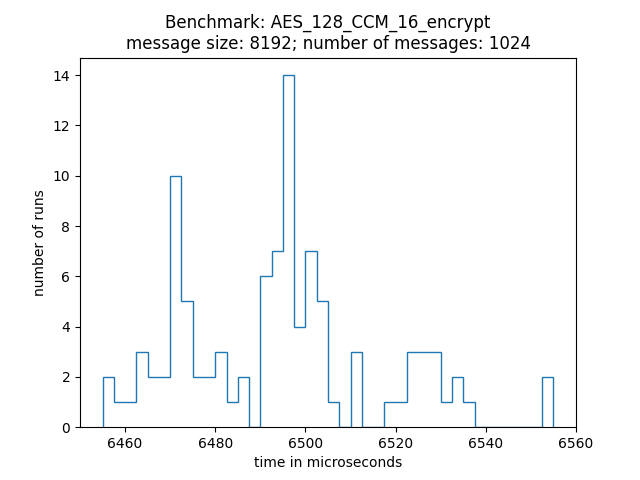 Benchmark: AES_128_CCM_16_encrypt
message size: 8192; number of messages: 1024
14
12
10
8
6
4
2
0
number of runs
6460 6480 6500 6520 6540 6560
time in microseconds